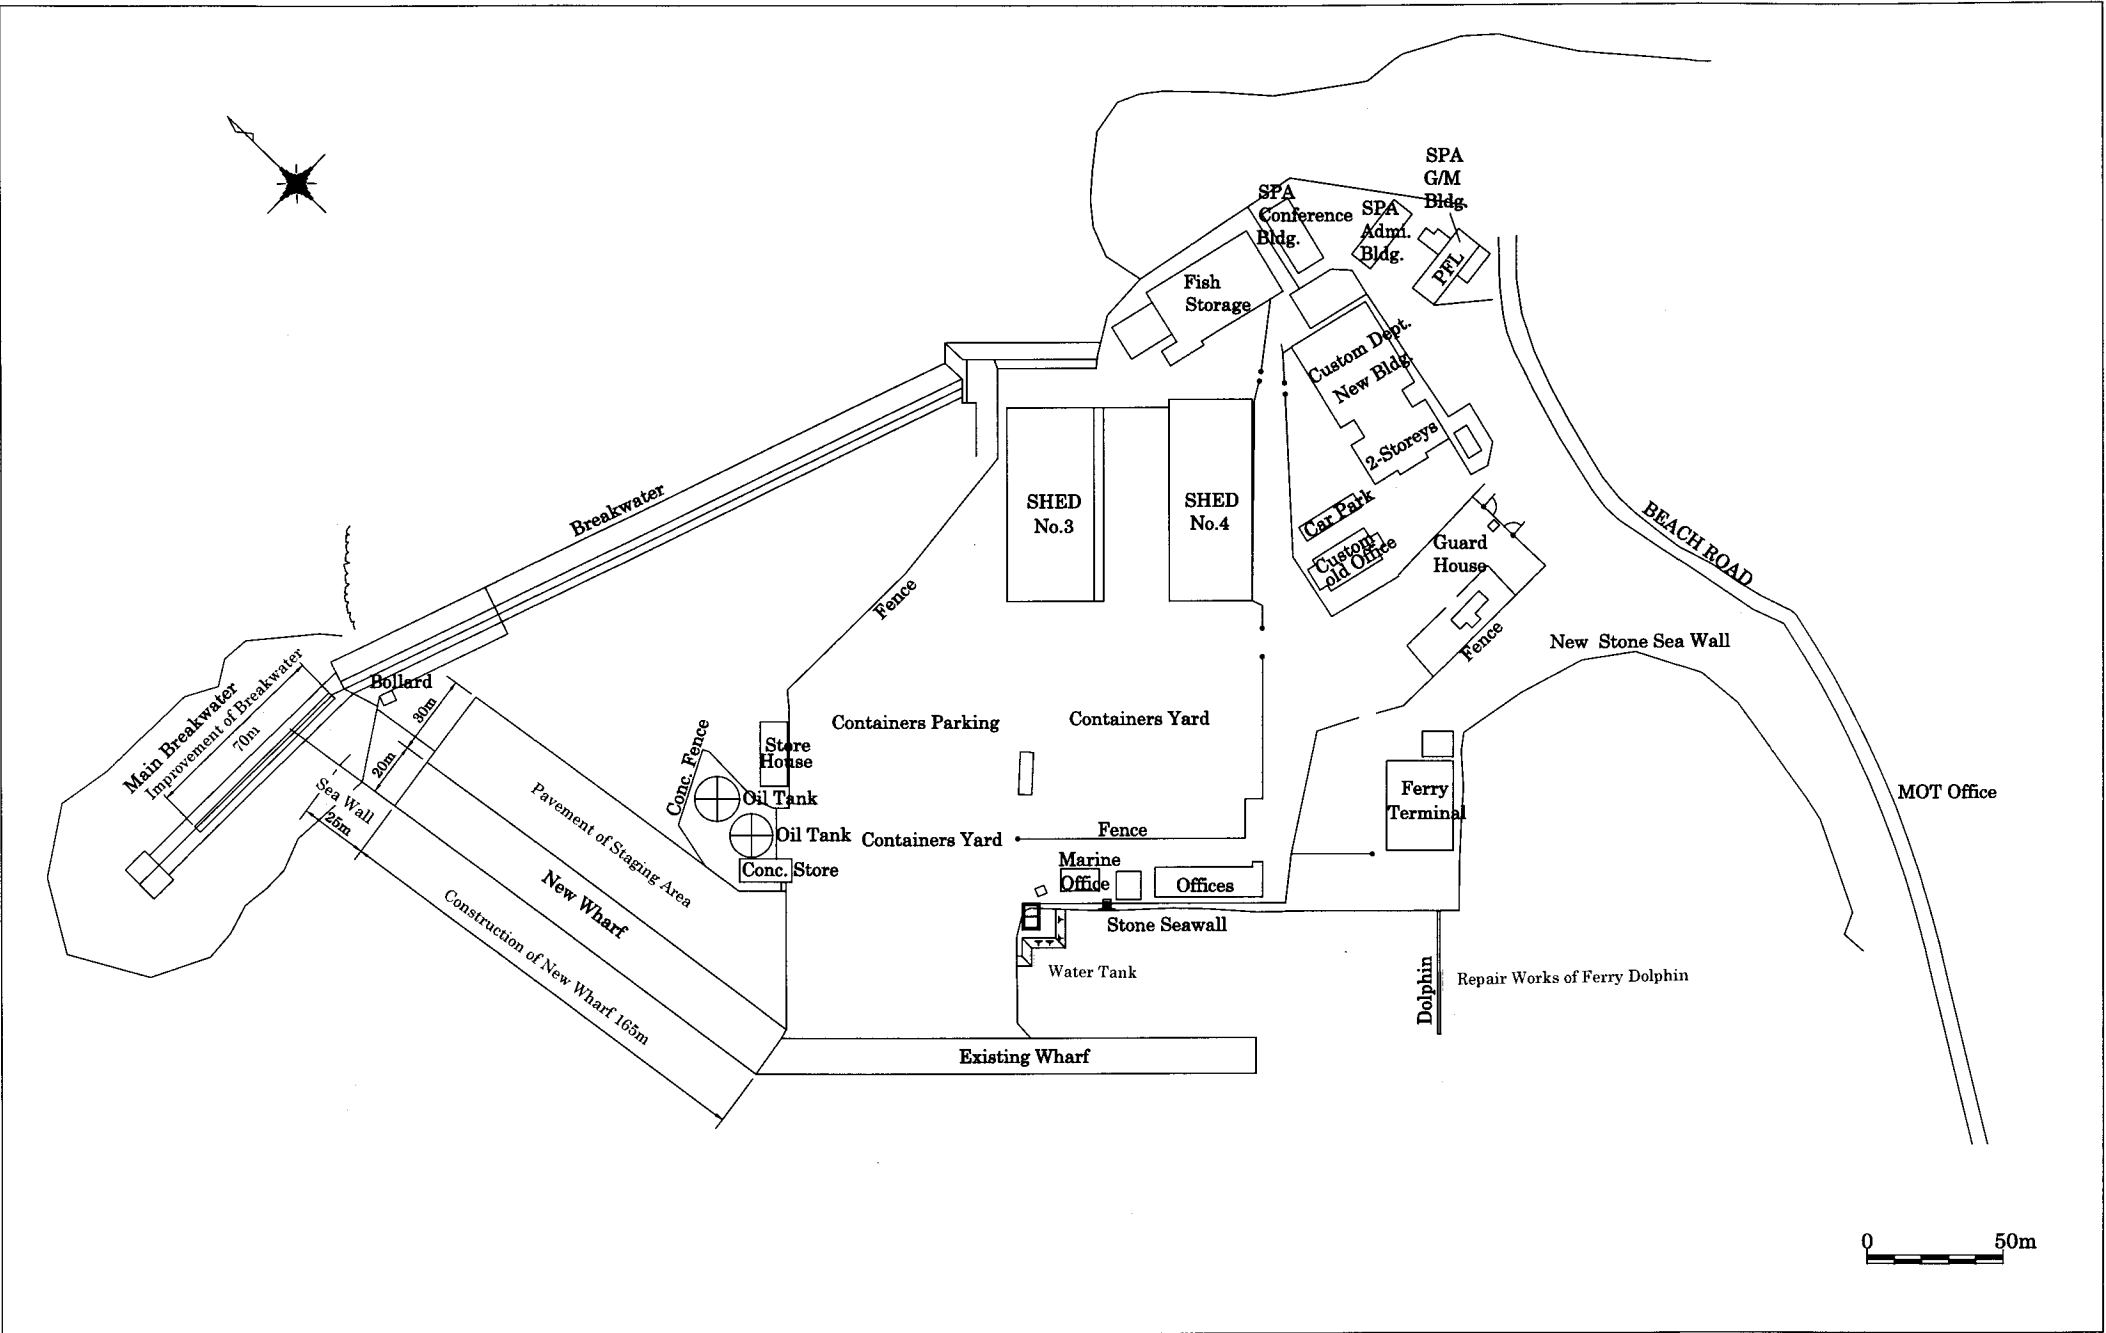 SPA
G/M
Bldg.
SPA
Conference
Bldg.
SPA
Admi.
Bldg.
PFL
Fish
Storage
Custom Dept.
New Bldg.
2-Storeys
Breakwater
SHED
No.3
SHED
No.4
Car Park
Custom
old Office
Guard
House
BEACH ROAD
Fence
Fence
New Stone Sea Wall
Main Breakwater
Improvement of Breakwater
70m
Bollard
30m
20m
Sea Wall
25m
Conc. Fence
Store
House
Containers Parking
Containers Yard
Oil Tank
Oil Tank
Containers Yard
Fence
Conc. Store
Pavement of Staging Area
New Wharf
Construction of New Wharf 165m
Marine
Office
Offices
Ferry
Terminal
MOT Office
Stone Seawall
Water Tank
Dolphin
Repair Works of Ferry Dolphin
Existing Wharf
0
50m